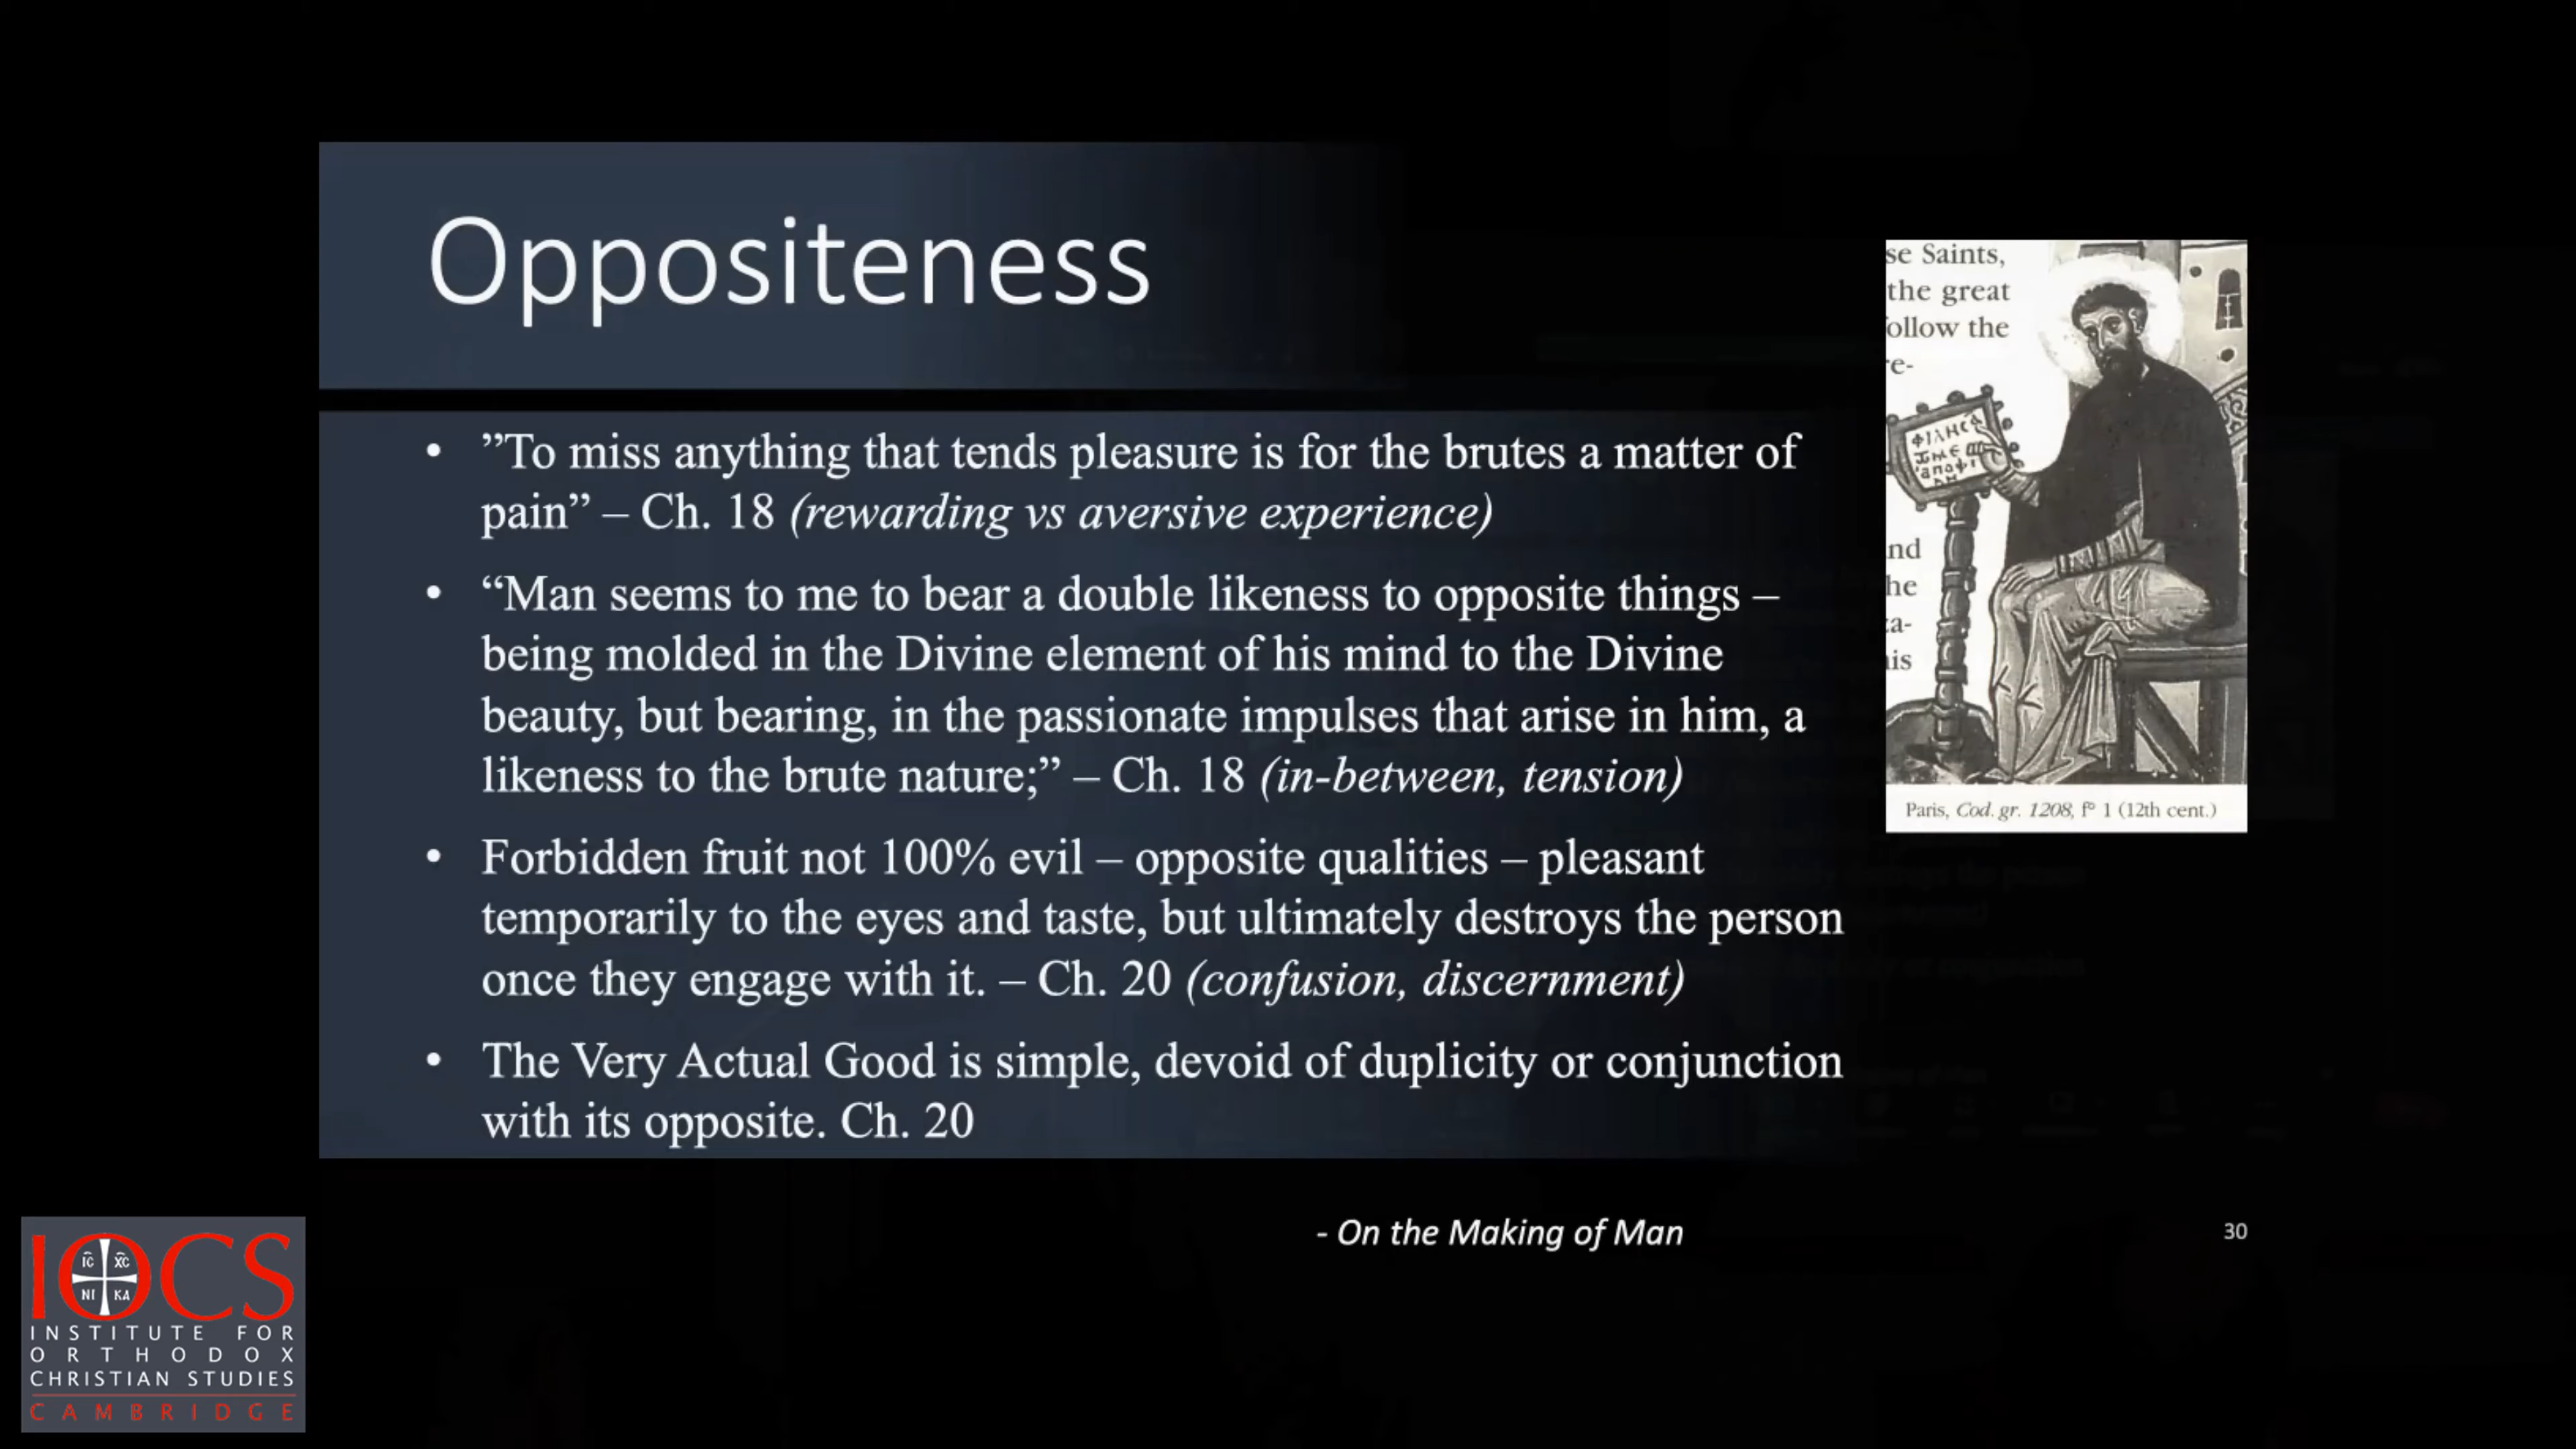 Oppositeness
• ”To miss anything that tends pleasure is for the brutes a matter of
pain” – Ch. 18 (rewarding vs aversive experience)
• “Man seems to me to bear a double likeness to opposite things –
being molded in the Divine element of his mind to the Divine
beauty, but bearing, in the passionate impulses that arise in him, a
likeness to the brute nature;” – Ch. 18 (in-between, tension)
• Forbidden fruit not 100% evil – opposite qualities – pleasant
temporarily to the eyes and taste, but ultimately destroys the person
once they engage with it. – Ch. 20 (confusion, discernment)
• The Very Actual Good is simple, devoid of duplicity or conjunction
with its opposite. Ch. 20
se Saints,
the great
ollow the
e-
nd
he
a-
is
Paris, Cod. gr. 1208, fº 1 (12th cent.)
- On the Making of Man
30
IOCS
IC XC
NI KA
INSTITUTE FOR
ORTHODOX
CHRISTIAN STUDIES
CAMBRIDGE